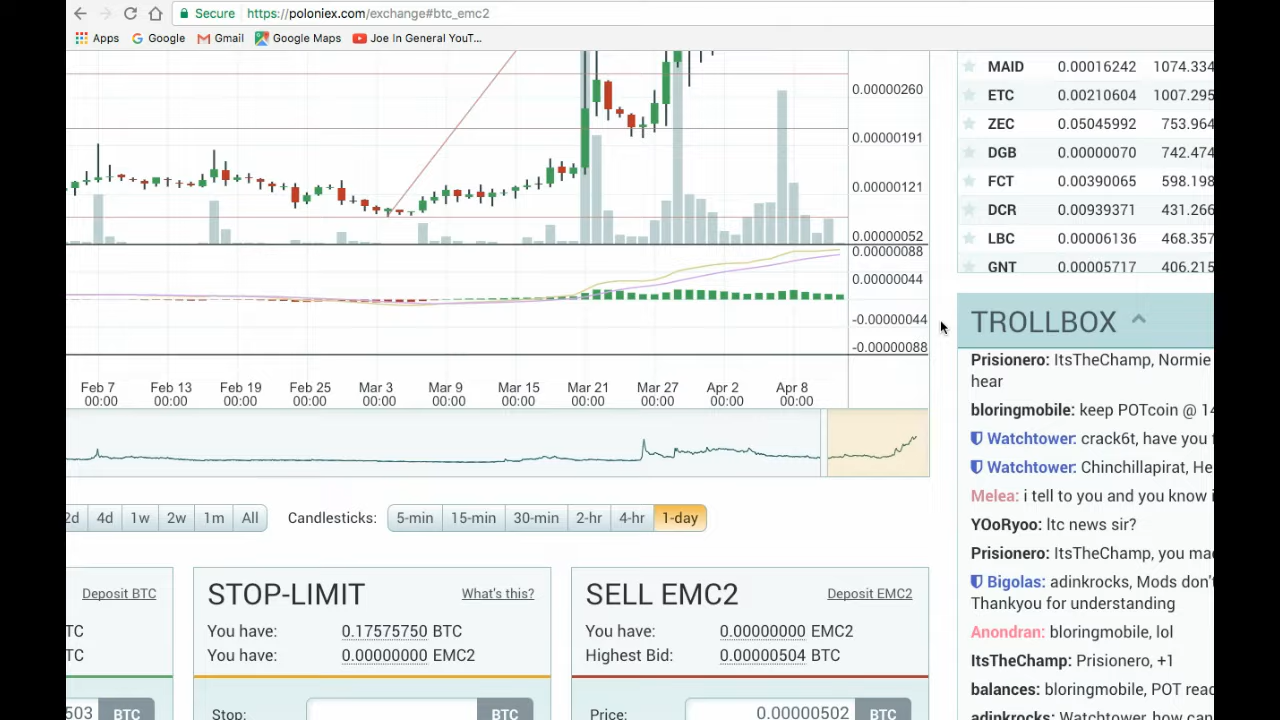 Secure https://poloniex.com/exchange#btc_emc2
Apps Google Gmail Google Maps Joe In General YouT...
0.00000260
0.00000191
0.00000121
0.00000052
0.00000088
0.00000044
-0.00000044
-0.00000088
Feb 7 Feb 13 Feb 19 Feb 25 Mar 3 Mar 9 Mar 15 Mar 21 Mar 27 Apr 2 Apr 8
00:00 00:00 00:00 00:00 00:00 00:00 00:00 00:00 00:00 00:00 00:00
2d 4d 1w 2w 1m All Candlesticks: 5-min 15-min 30-min 2-hr 4-hr 1-day
Deposit BTC
TC
TC
503 BTC
STOP-LIMIT What's this?
You have: 0.17575750 BTC
You have: 0.00000000 EMC2
Stop: BTC
SELL EMC2 Deposit EMC2
You have: 0.00000000 EMC2
Highest Bid: 0.00000504 BTC
Price: 0.00000502 BTC
MAID 0.00016242 1074.334
ETC 0.00210604 1007.295
ZEC 0.05045992 753.964
DGB 0.00000070 742.474
FCT 0.00390065 598.198
DCR 0.00939371 431.266
LBC 0.00006136 468.357
GNT 0.00005717 406.215
TROLLBOX
Prisionero: ItsTheChamp, Normie
hear
bloringmobile: keep POTcoin @ 14
Watchtower: crack6t, have you
Watchtower: Chinchillapirat, He
Melea: i tell to you and you know i
YOoRyoo: ltc news sir?
Prisionero: ItsTheChamp, you ma
Bigolas: adinkrocks, Mods don'
Thankyou for understanding
Anondran: bloringmobile, lol
ItsTheChamp: Prisionero, +1
balances: bloringmobile, POT read
adinkrocks: Watchtower, how can